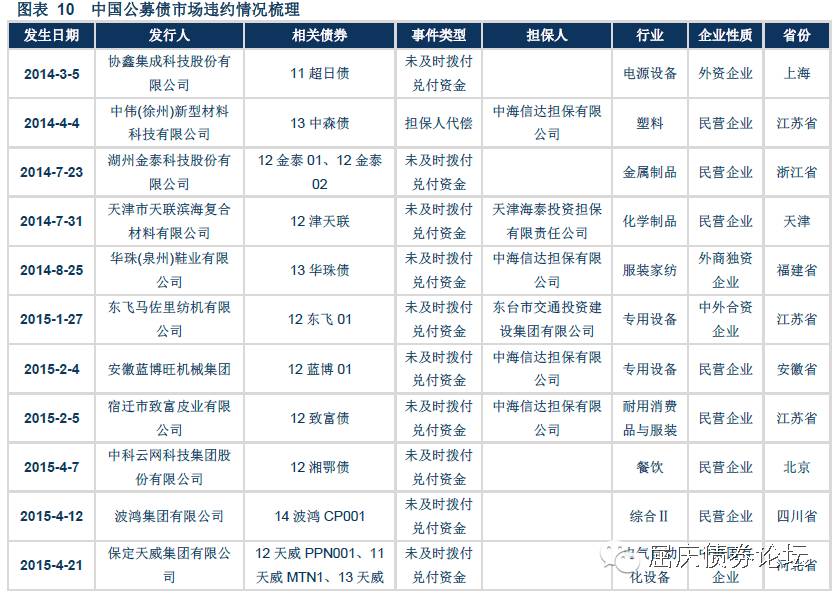 图表 10 中国公募债市场违约情况梳理
发生日期 发行人 相关债券 事件类型 担保人 行业 企业性质 省份
2014-3-5 协鑫集成科技股份有限公司 11 超日债 未及时拨付兑付资金 电源设备 外资企业 上海
2014-4-4 中伟(徐州)新型材料科技有限公司 13 中森债 担保人代偿 中海信达担保有限公司 塑料 民营企业 江苏省
2014-7-23 湖州金泰科技股份有限公司 12 金泰 01、12 金泰 02 未及时拨付兑付资金 金属制品 民营企业 浙江省
2014-7-31 天津市天联滨海复合材料有限公司 12 津天联 未及时拨付兑付资金 天津海泰投资担保有限责任公司 化学制品 民营企业 天津
2014-8-25 华珠(泉州)鞋业有限公司 13 华珠债 未及时拨付兑付资金 中海信达担保有限公司 服装家纺 外商独资企业 福建省
2015-1-27 东飞马佐里纺机有限公司 12 东飞 01 未及时拨付兑付资金 东台市交通投资建设集团有限公司 专用设备 中外合资企业 江苏省
2015-2-4 安徽蓝博旺机械集团 12 蓝博 01 未及时拨付兑付资金 中海信达担保有限公司 专用设备 民营企业 安徽省
2015-2-5 宿迁市致富皮业有限公司 12 致富债 未及时拨付兑付资金 中海信达担保有限公司 耐用消费品与服装 民营企业 江苏省
2015-4-7 中科云网科技集团股份有限公司 12 湘鄂债 未及时拨付兑付资金 餐饮 民营企业 北京
2015-4-12 波鸿集团有限公司 14 波鸿 CP001 未及时拨付兑付资金 综合Ⅱ 民营企业 四川省
2015-4-21 保定天威集团有限公司 12 天威 PPN001、11 天威 MTN1、13 天威 未及时拨付兑付资金 化设备 企业
屈庆债券论坛